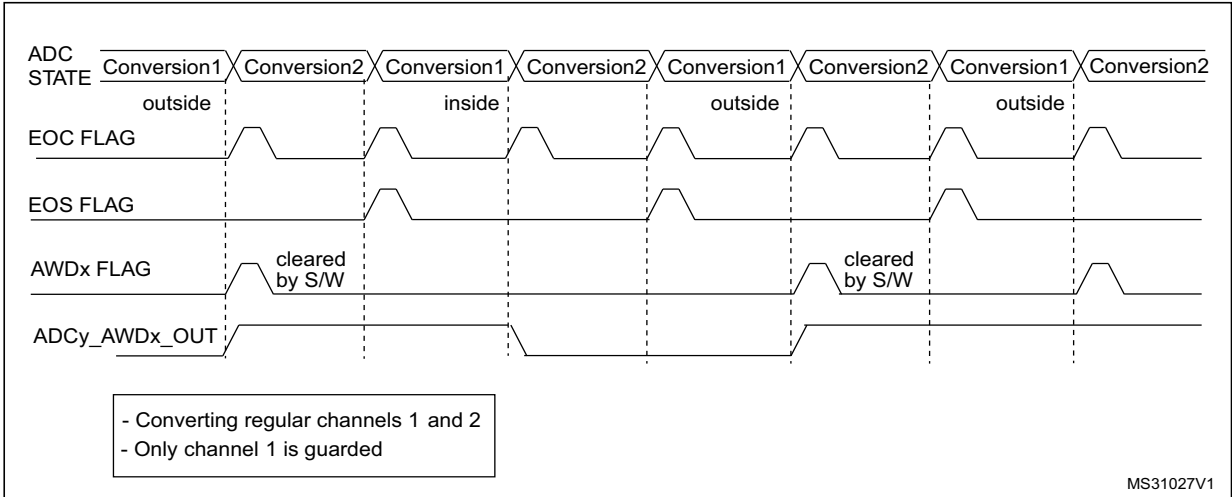 ADC
STATE
Conversion1 Conversion2 Conversion1 Conversion2 Conversion1 Conversion2 Conversion1 Conversion2
outside inside outside outside
EOC FLAG
EOS FLAG
AWDx FLAG
cleared
by S/W
cleared
by S/W
ADCy_AWDx_OUT
- Converting regular channels 1 and 2
- Only channel 1 is guarded
MS31027V1